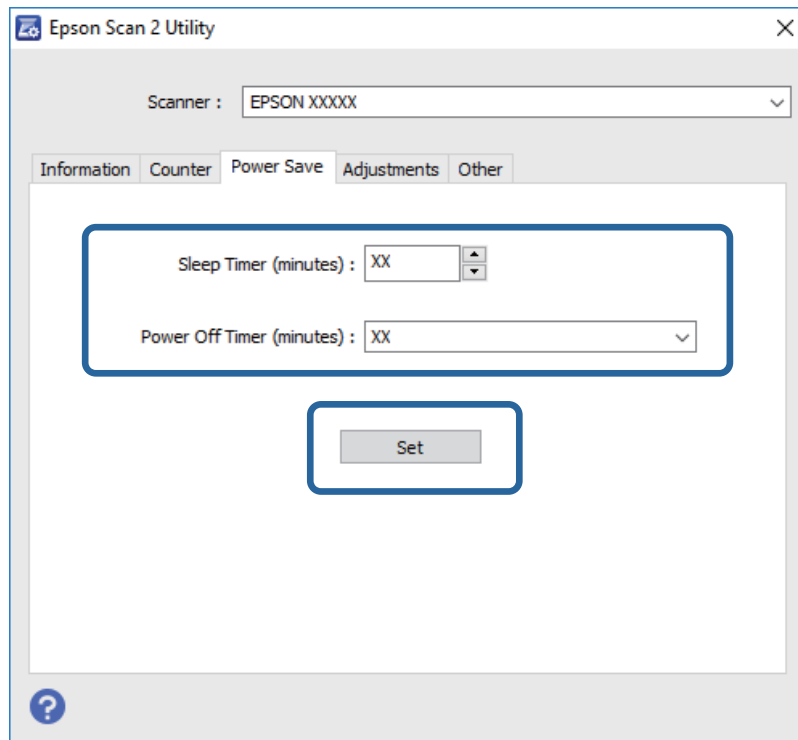 Epson Scan 2 Utility
Scanner : EPSON XXXXX
Information Counter Power Save Adjustments Other
Sleep Timer (minutes) : XX
Power Off Timer (minutes) : XX
Set
?